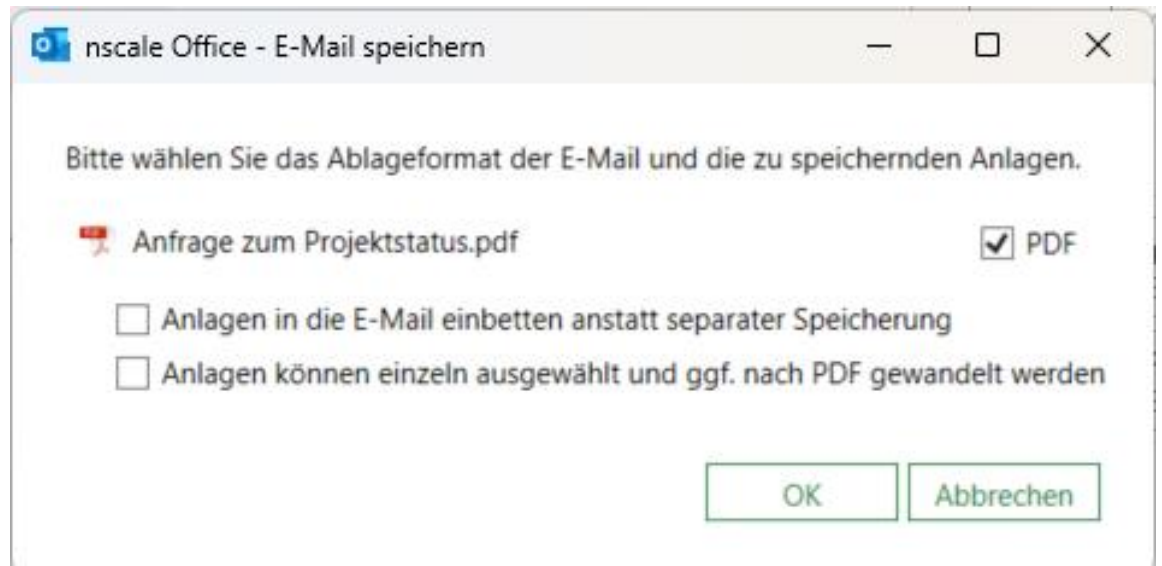 nscale Office - E-Mail speichern
Bitte wählen Sie das Ablageformat der E-Mail und die zu speichernden Anlagen.
Anfrage zum Projektstatus.pdf PDF
Anlagen in die E-Mail einbetten anstatt separater Speicherung
Anlagen können einzeln ausgewählt und ggf. nach PDF gewandelt werden
OK Abbrechen